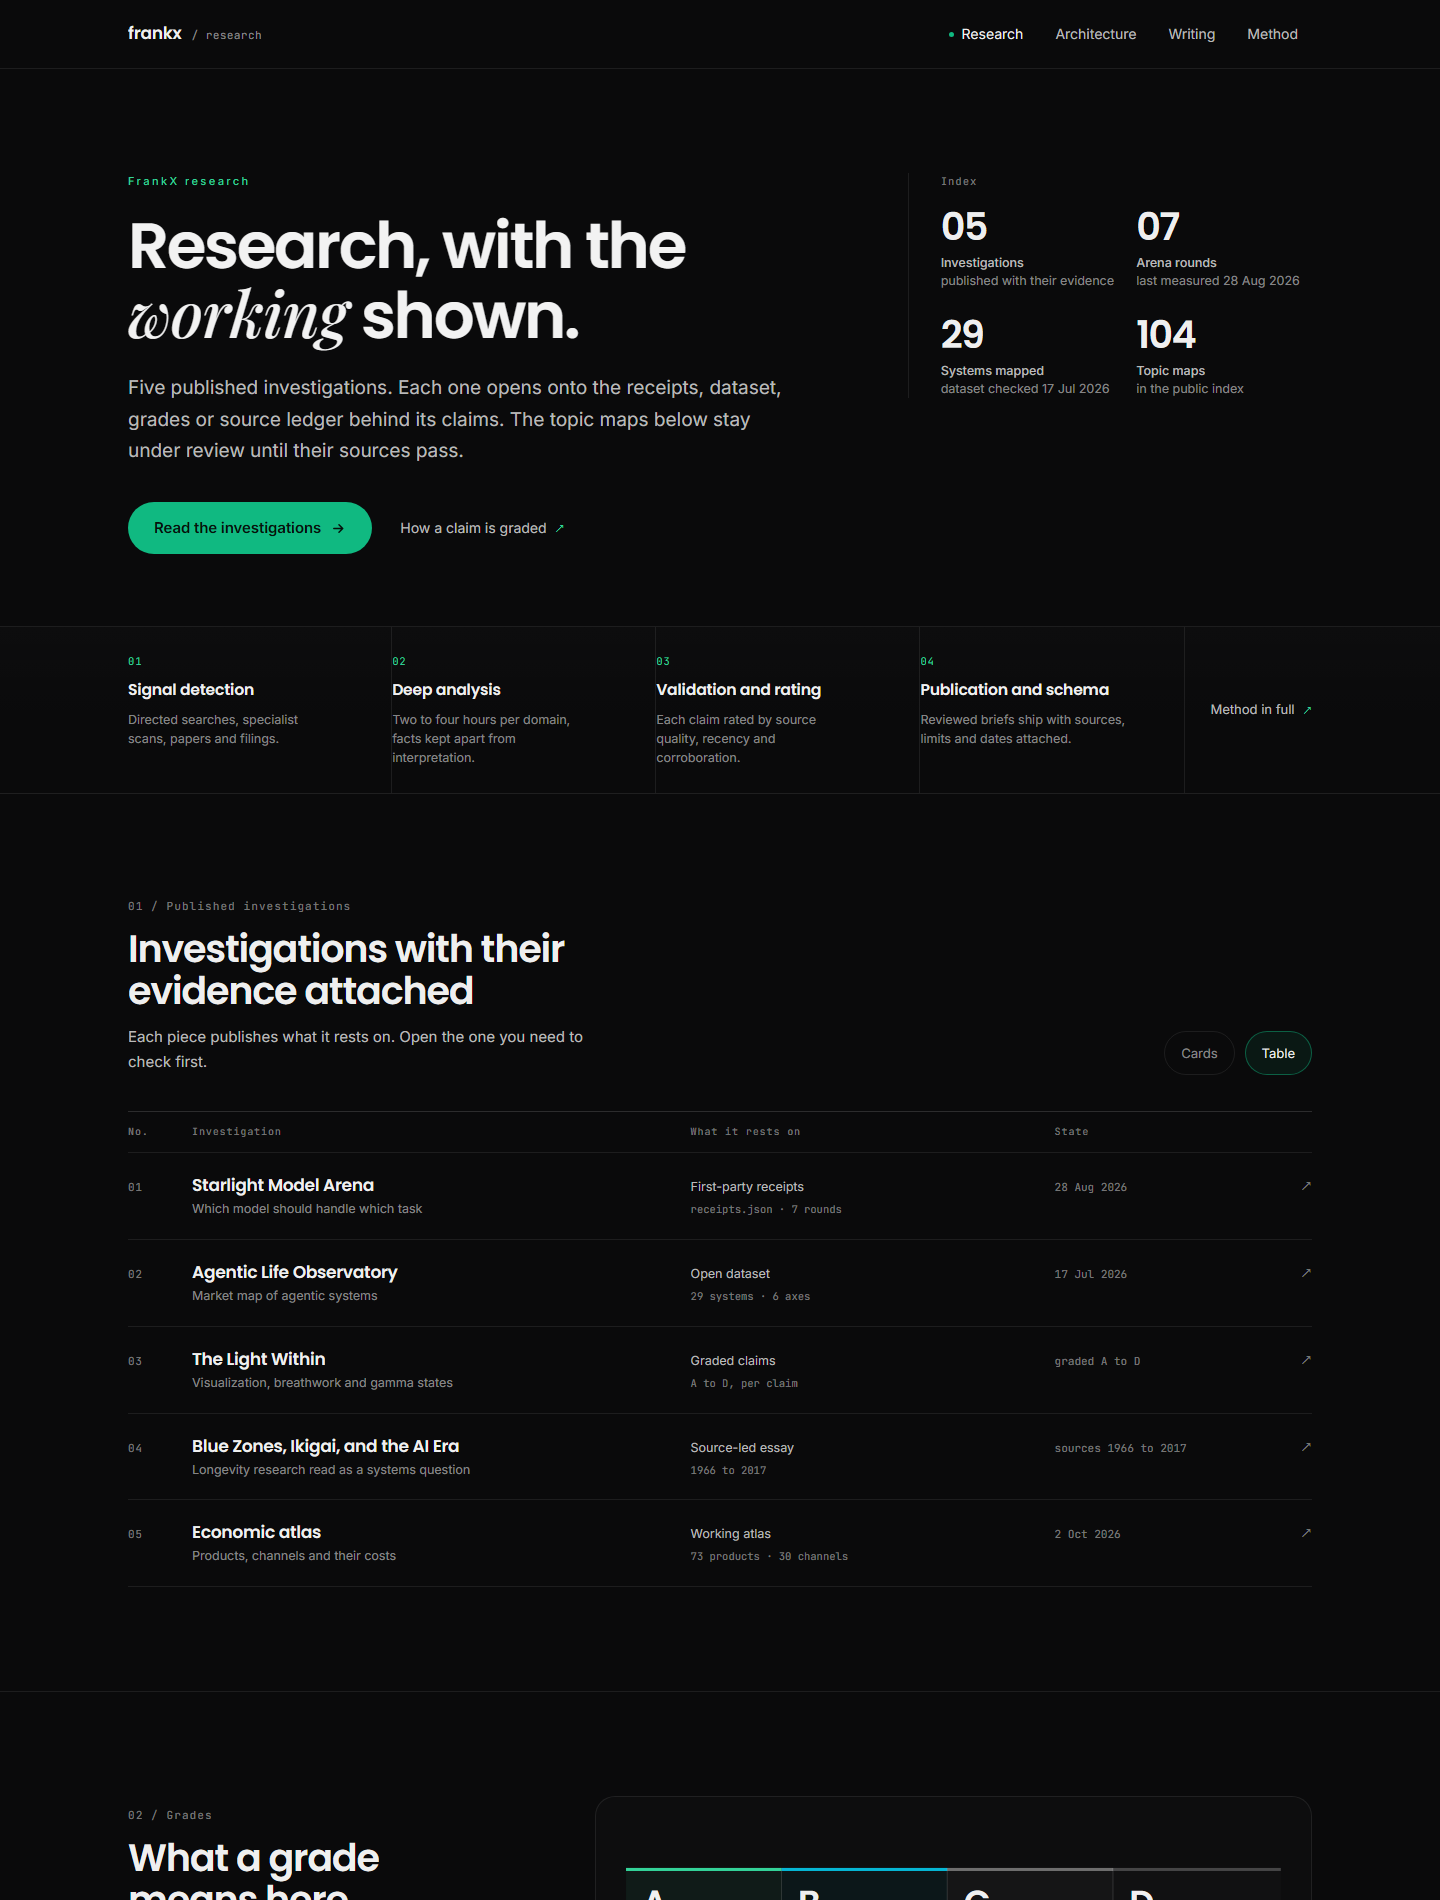 frankx / research
Research
Architecture
Writing
Method
FrankX research
Research, with the
working shown.
Five published investigations. Each one opens onto the receipts, dataset,
grades or source ledger behind its claims. The topic maps below stay
under review until their sources pass.
Read the investigations →
How a claim is graded ↗
Index
05
Investigations
published with their evidence
07
Arena rounds
last measured 28 Aug 2026
29
Systems mapped
dataset checked 17 Jul 2026
104
Topic maps
in the public index
01
Signal detection
Directed searches, specialist
scans, papers and filings.
02
Deep analysis
Two to four hours per domain,
facts kept apart from
interpretation.
03
Validation and rating
Each claim rated by source
quality, recency and
corroboration.
04
Publication and schema
Reviewed briefs ship with sources,
limits and dates attached.
Method in full ↗
01 / Published investigations
Investigations with their
evidence attached
Each piece publishes what it rests on. Open the one you need to
check first.
Cards
Table
No.
Investigation
What it rests on
State
01
Starlight Model Arena
Which model should handle which task
First-party receipts
receipts.json · 7 rounds
28 Aug 2026
↗
02
Agentic Life Observatory
Market map of agentic systems
Open dataset
29 systems · 6 axes
17 Jul 2026
↗
03
The Light Within
Visualization, breathwork and gamma states
Graded claims
A to D, per claim
graded A to D
↗
04
Blue Zones, Ikigai, and the AI Era
Longevity research read as a systems question
Source-led essay
1966 to 2017
sources 1966 to 2017
↗
05
Economic atlas
Products, channels and their costs
Working atlas
73 products · 30 channels
2 Oct 2026
↗
02 / Grades
What a grade
means here
A
B
C
D